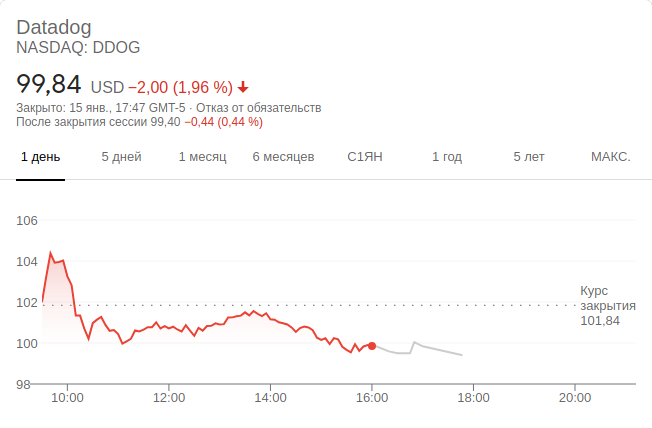 Datadog
NASDAQ: DDOG
99,84 USD −2,00 (1,96 %)
Закрыто: 15 янв., 17:47 GMT-5 · Отказ от обязательств
После закрытия сессии 99,40 −0,44 (0,44 %)
1 день 5 дней 1 месяц 6 месяцев С1ЯН 1 год 5 лет МАКС.
106
104
102
100
98
Курс
закрытия
101,84
10:00 12:00 14:00 16:00 18:00 20:00